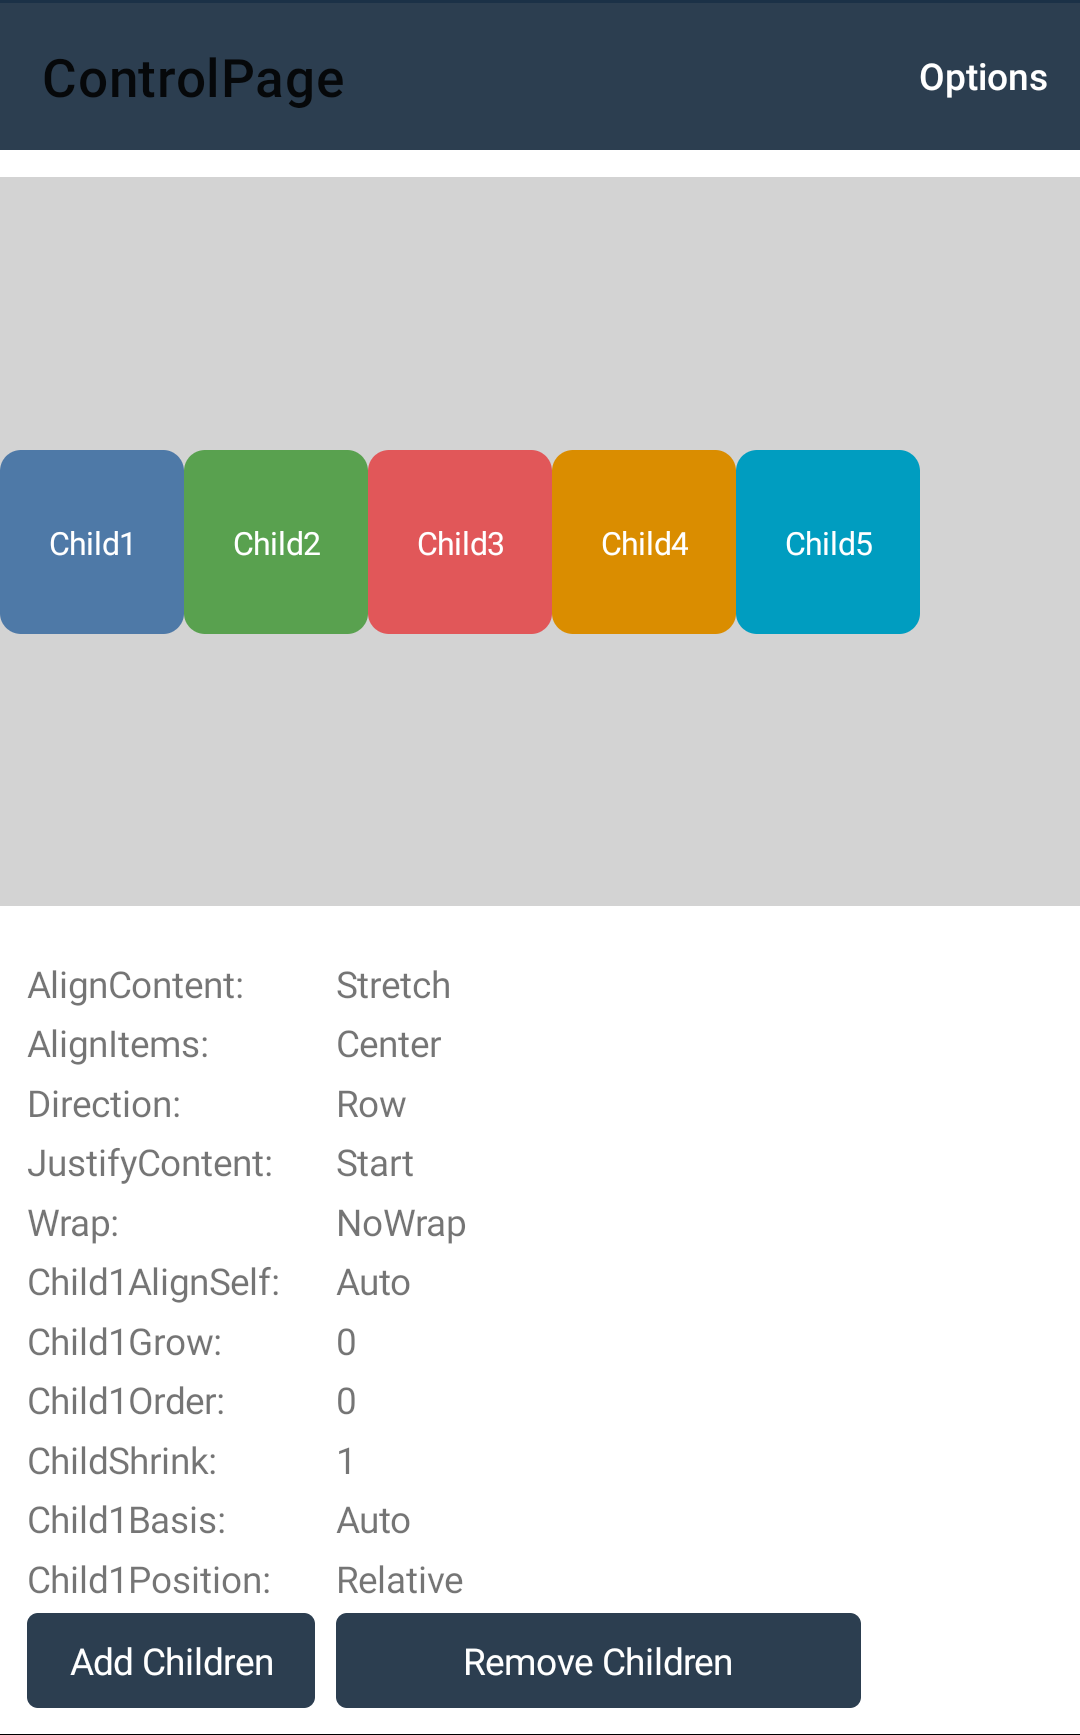 ControlPage Options
Child1 Child2 Child3 Child4 Child5
AlignContent: Stretch
AlignItems: Center
Direction: Row
JustifyContent: Start
Wrap: NoWrap
Child1AlignSelf: Auto
Child1Grow: 0
Child1Order: 0
ChildShrink: 1
Child1Basis: Auto
Child1Position: Relative
Add Children Remove Children